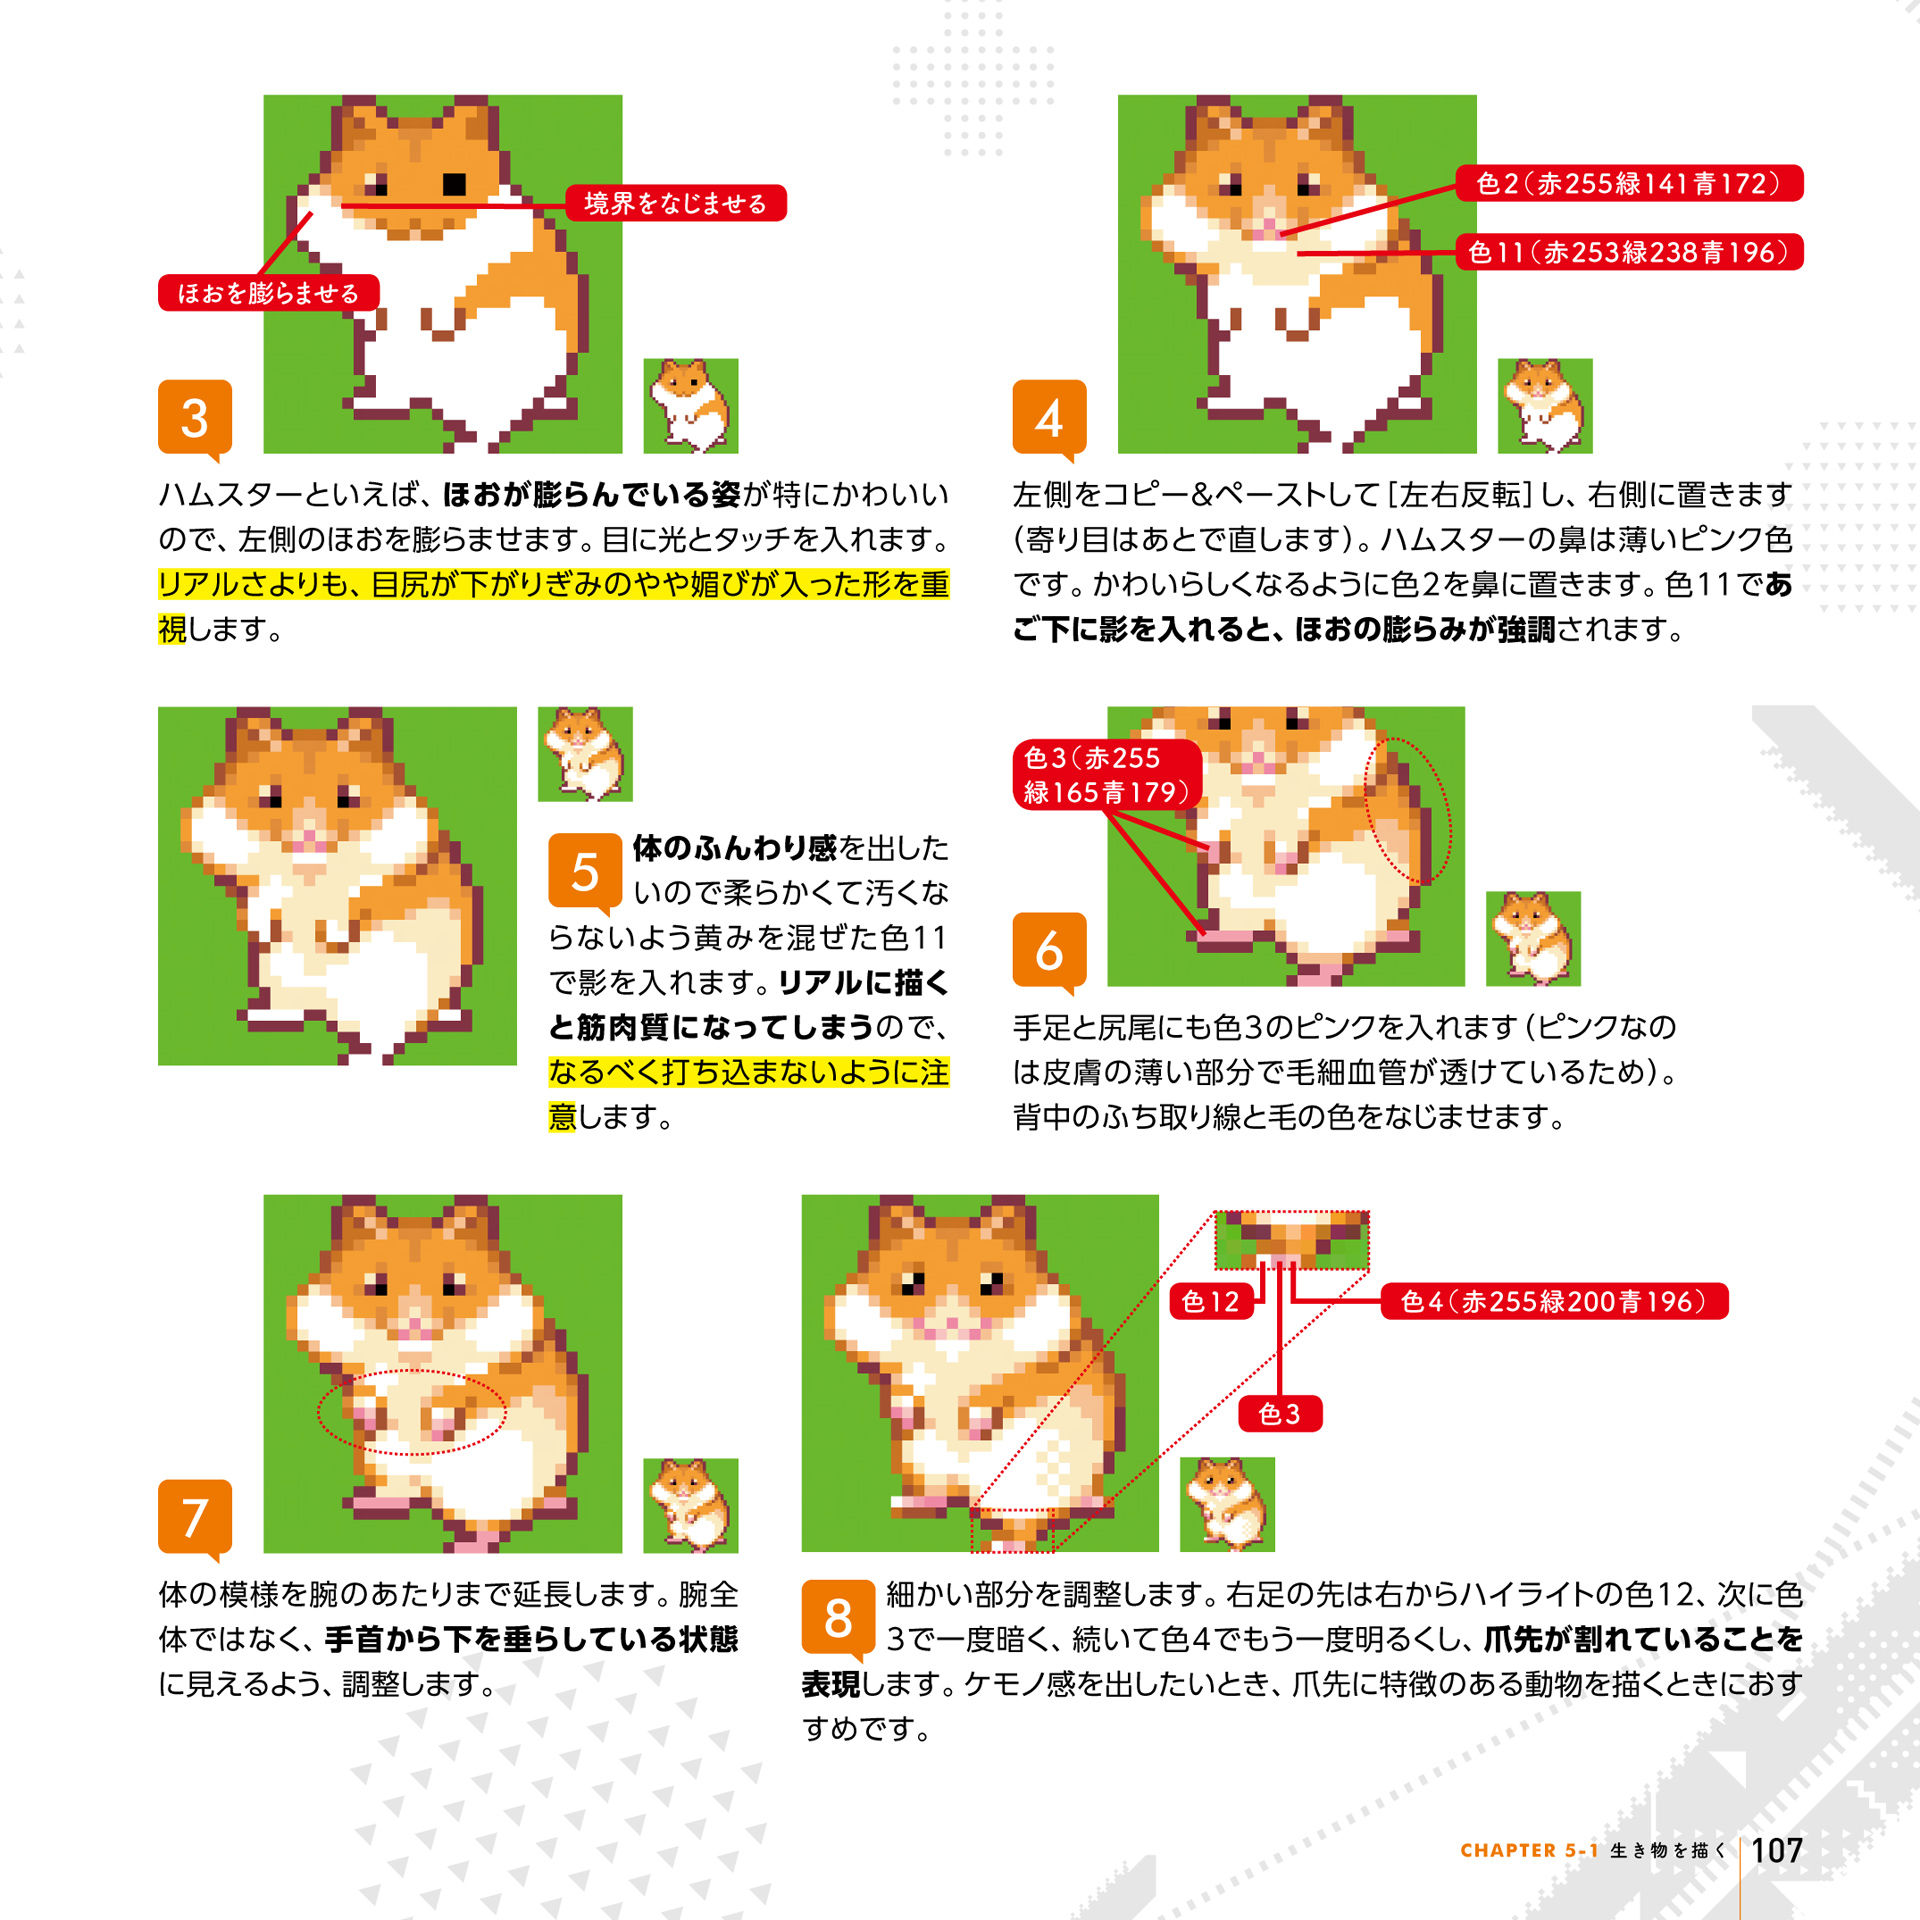 境界をなじませる
ほおを膨らませる
3
ハムスターといえば、ほおが膨らんでいる姿が特にかわいい
ので、左側のほおを膨らませます。目に光とタッチを入れます。
リアルさよりも、目尻が下がりぎみのやや媚びが入った形を重
視します。
色2(赤255緑141青172)
色11(赤253緑238青196)
4
左側をコピー&ペーストして[左右反転]し、右側に置きます
(寄り目はあとで直します)。ハムスターの鼻は薄いピンク色
です。かわいらしくなるように色2を鼻に置きます。色11であ
ご下に影を入れると、ほおの膨らみが強調されます。
5
体のふんわり感を出した
いので柔らかくて汚くな
らないよう黄みを混ぜた色11
で影を入れます。リアルに描く
と筋肉質になってしまうので、
なるべく打ち込まないように注
意します。
色3(赤255
緑165青179)
6
手足と尻尾にも色3のピンクを入れます(ピンクなの
は皮膚の薄い部分で毛細血管が透けているため)。
背中のふち取り線と毛の色をなじませます。
7
体の模様を腕のあたりまで延長します。腕全
体ではなく、手首から下を垂らしている状態
に見えるよう、調整します。
色12
色4(赤255緑200青196)
色3
8
細かい部分を調整します。右足の先は右からハイライトの色12、次に色
3で一度暗く、続いて色4でもう一度明るくし、爪先が割れていることを
表現します。ケモノ感を出したいとき、爪先に特徴のある動物を描くときにおす
すめです。
CHAPTER 5-1 生き物を描く 107